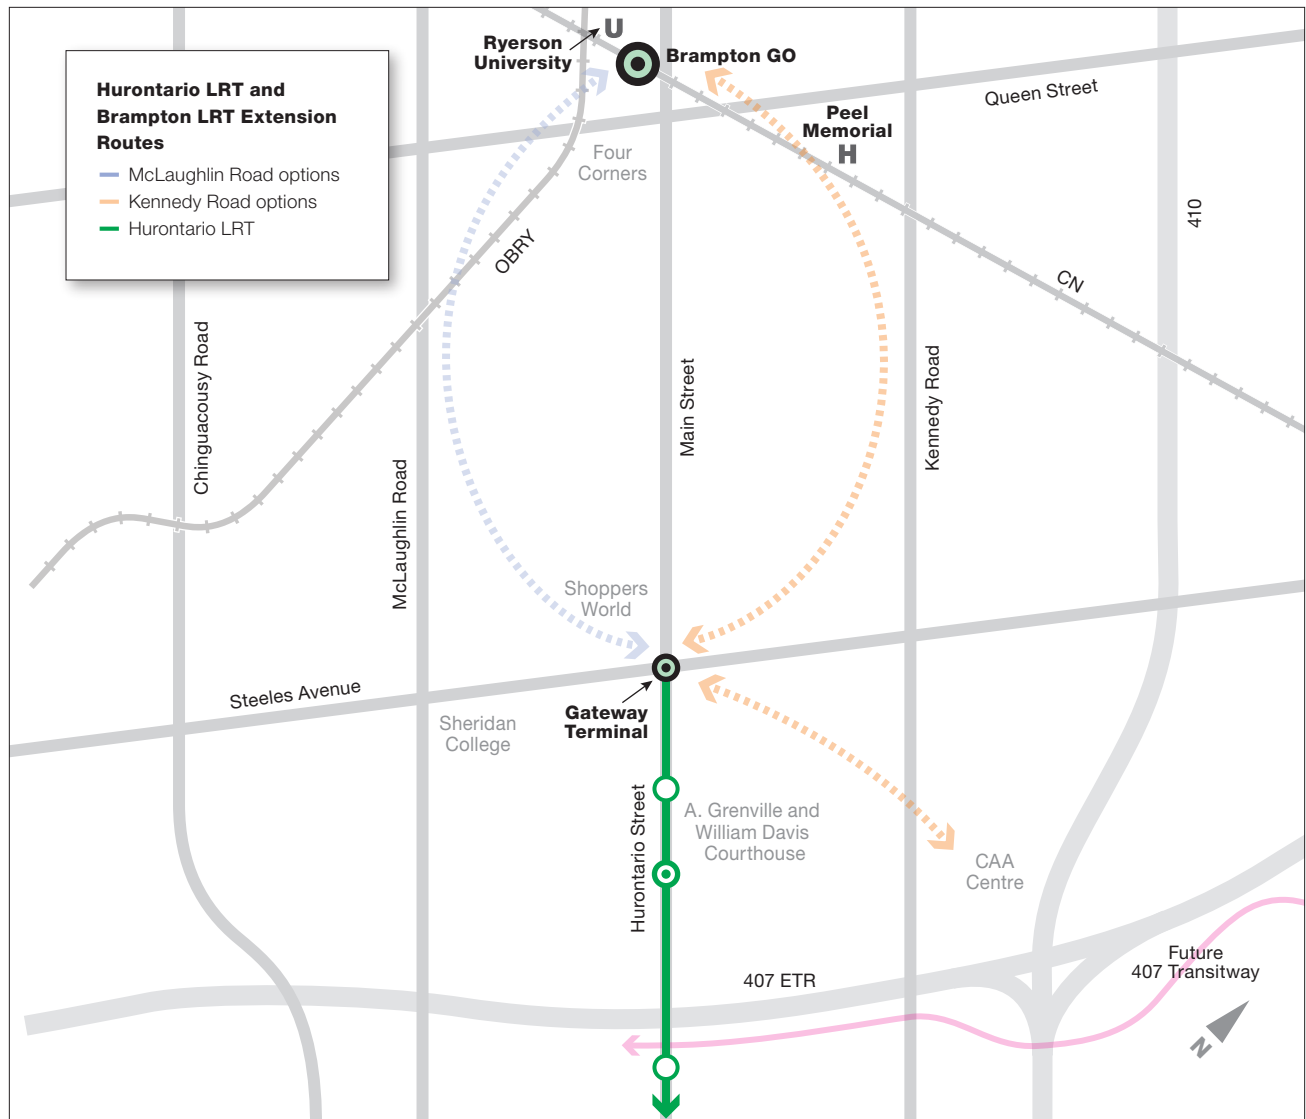 Ryerson
University
U
Brampton GO
Hurontario LRT and
Brampton LRT Extension
Routes
McLaughlin Road options
Kennedy Road options
Hurontario LRT
Queen Street
Peel
Memorial
H
Four
Corners
410
OBRY
CN
Chinguacousy Road
McLaughlin Road
Main Street
Kennedy Road
Shoppers
World
Steeles Avenue
Gateway
Terminal
Sheridan
College
Hurontario Street
A. Grenville and
William Davis
Courthouse
CAA
Centre
407 ETR
Future
407 Transitway
N